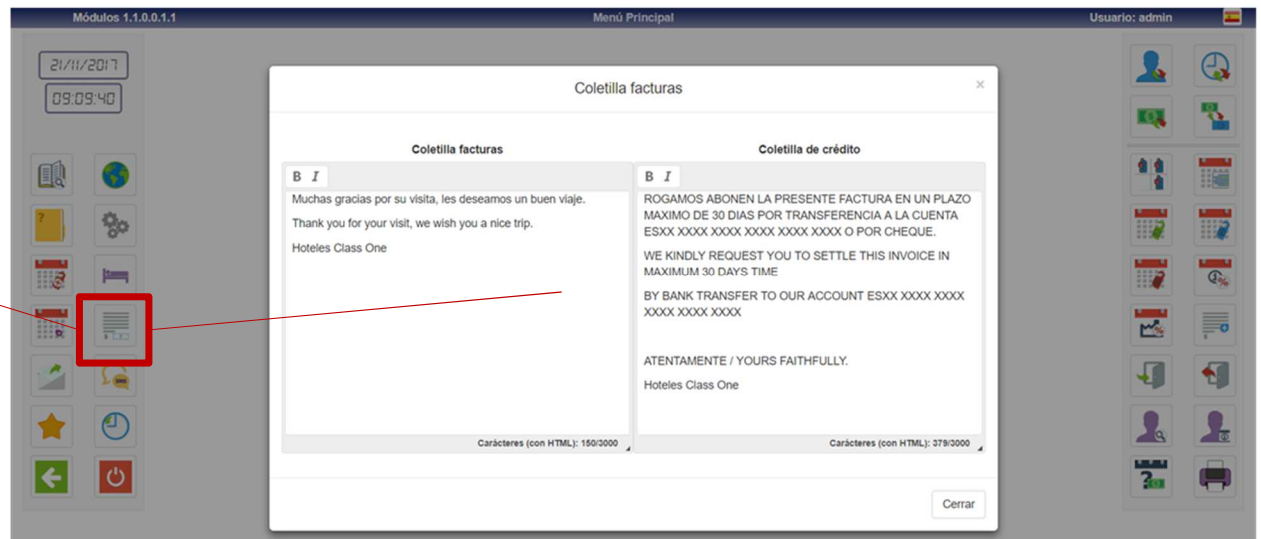 Módulos 1.1.0.0.1.1
Menú Principal
Usuario: admin
21/11/2017
09:09:40
Coletilla facturas
×
Coletilla facturas
B I
Muchas gracias por su visita, les deseamos un buen viaje.
Thank you for your visit, we wish you a nice trip.
Hoteles Class One
Carácteres (con HTML): 150/3000
Coletilla de crédito
B I
ROGAMOS ABONEN LA PRESENTE FACTURA EN UN PLAZO
MAXIMO DE 30 DIAS POR TRANSFERENCIA A LA CUENTA
ESXX XXXX XXXX XXXX XXXX XXXX O POR CHEQUE.
WE KINDLY REQUEST YOU TO SETTLE THIS INVOICE IN
MAXIMUM 30 DAYS TIME
BY BANK TRANSFER TO OUR ACCOUNT ESXX XXXX XXXX
XXXX XXXX XXXX
ATENTAMENTE / YOURS FAITHFULLY.
Hoteles Class One
Carácteres (con HTML): 379/3000
Cerrar